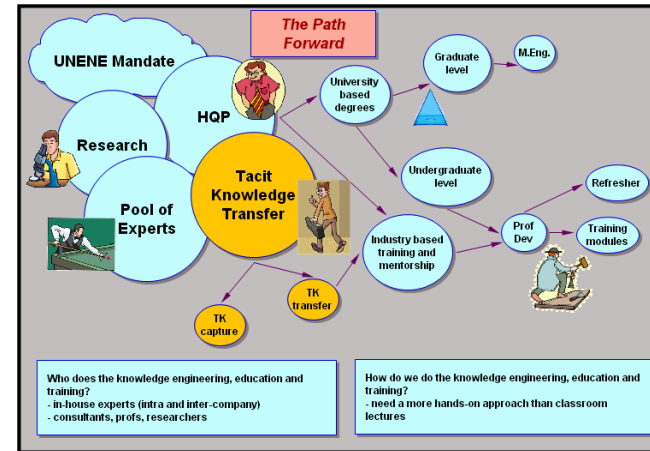 The Path
Forward
UNENE Mandate
HQP
Research
Tacit
Knowledge
Transfer
Pool of
Experts
University
based
degrees
Graduate
level
M.Eng.
Undergraduate
level
Industry based
training and
mentorship
Prof
Dev
Refresher
Training
modules
TK
capture
TK
transfer
Who does the knowledge engineering, education and
training?
- in-house experts (intra and inter-company)
- consultants, profs, researchers
How do we do the knowledge engineering, education and
training?
- need a more hands-on approach than classroom
lectures